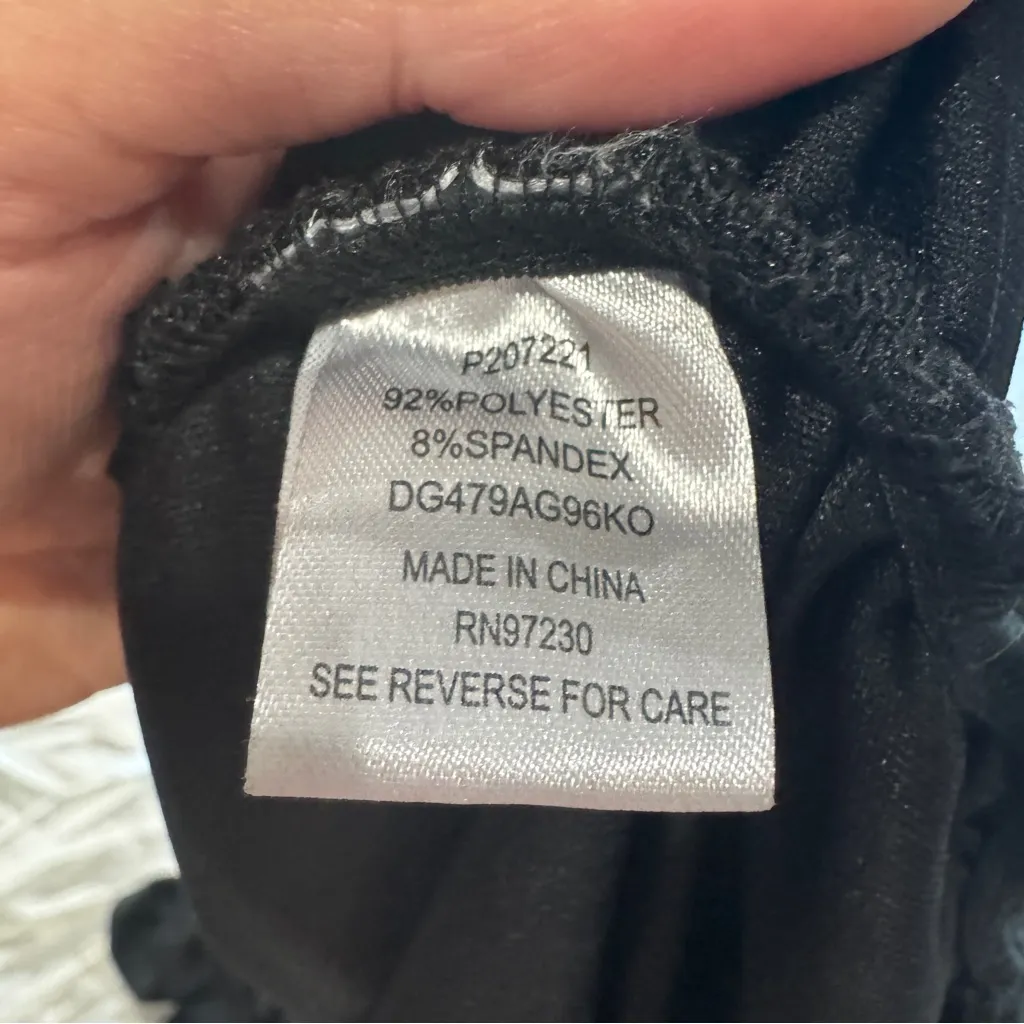 P207221
92%POLYESTER
8%SPANDEX
DG479AG96KO
MADE IN CHINA
RN97230
SEE REVERSE FOR CARE